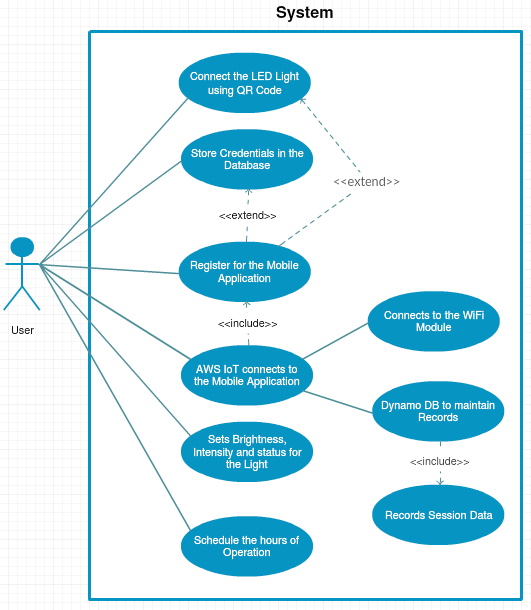 System
Connect the LED Light
using QR Code
Store Credentials in the
Database
<<extend>>
<<extend>>
Register for the Mobile
Application
User
<<include>>
Connects to the WiFi
Module
AWS IoT connects to
the Mobile Application
Dynamo DB to maintain
Records
Sets Brightness,
Intensity and status for
the Light
<<include>>
Records Session Data
Schedule the hours of
Operation